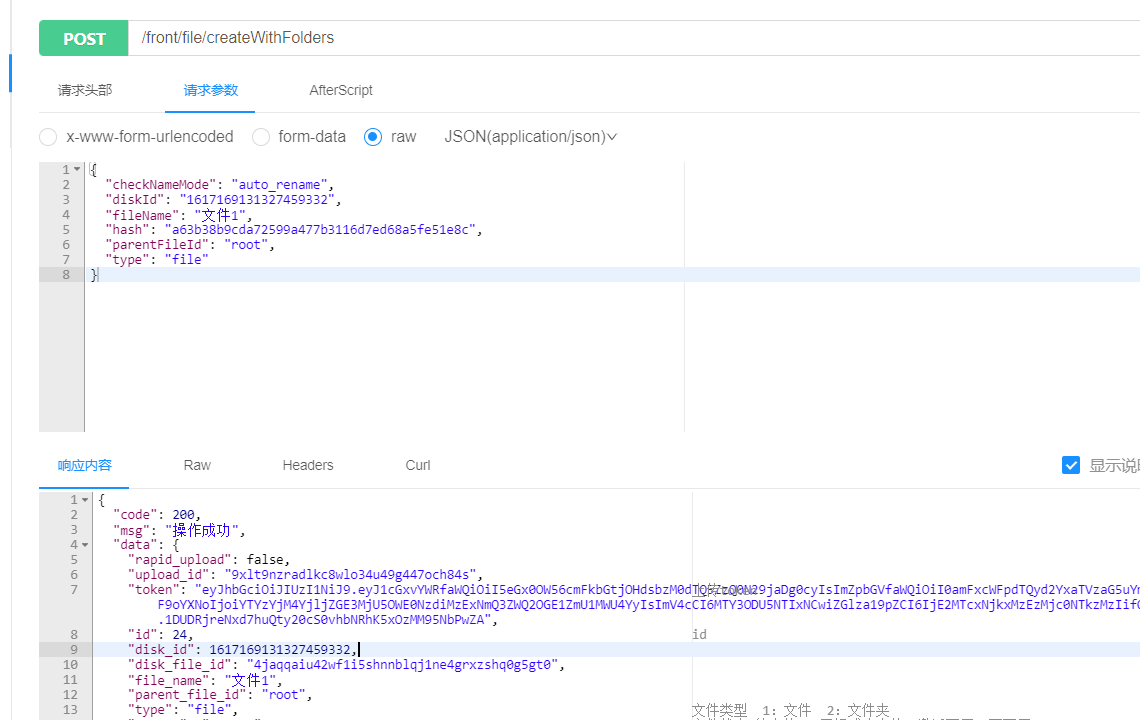 POST /front/file/createWithFolders
请求头部 请求参数 AfterScript
x-www-form-urlencoded form-data raw JSON(application/json)
1 {
2 "checkNameMode": "auto_rename",
3 "diskId": "1617169131327459332",
4 "fileName": "文件1",
5 "hash": "a63b38b9cda72599a477b3116d7ed68a5fe51e8c",
6 "parentFileId": "root",
7 "type": "file"
8 }
响应内容 Raw Headers Curl 显示说
1 {
2 "code": 200,
3 "msg": "操作成功",
4 "data": {
5 "rapid_upload": false,
6 "upload_id": "9xlt9nzradlkc8wlo34u49g447och84s",
7 "token":
8 "id": 24, id
9 "disk_id": 1617169131327459332,
10 "disk_file_id": "4jaqqaiu42wf1i5shnnblqj1ne4grxzshq0g5gt0",
11 "file_name": "文件1",
12 "parent_file_id": "root",
13 "type": "file", 文件类型 1: 文件 2: 文件夹